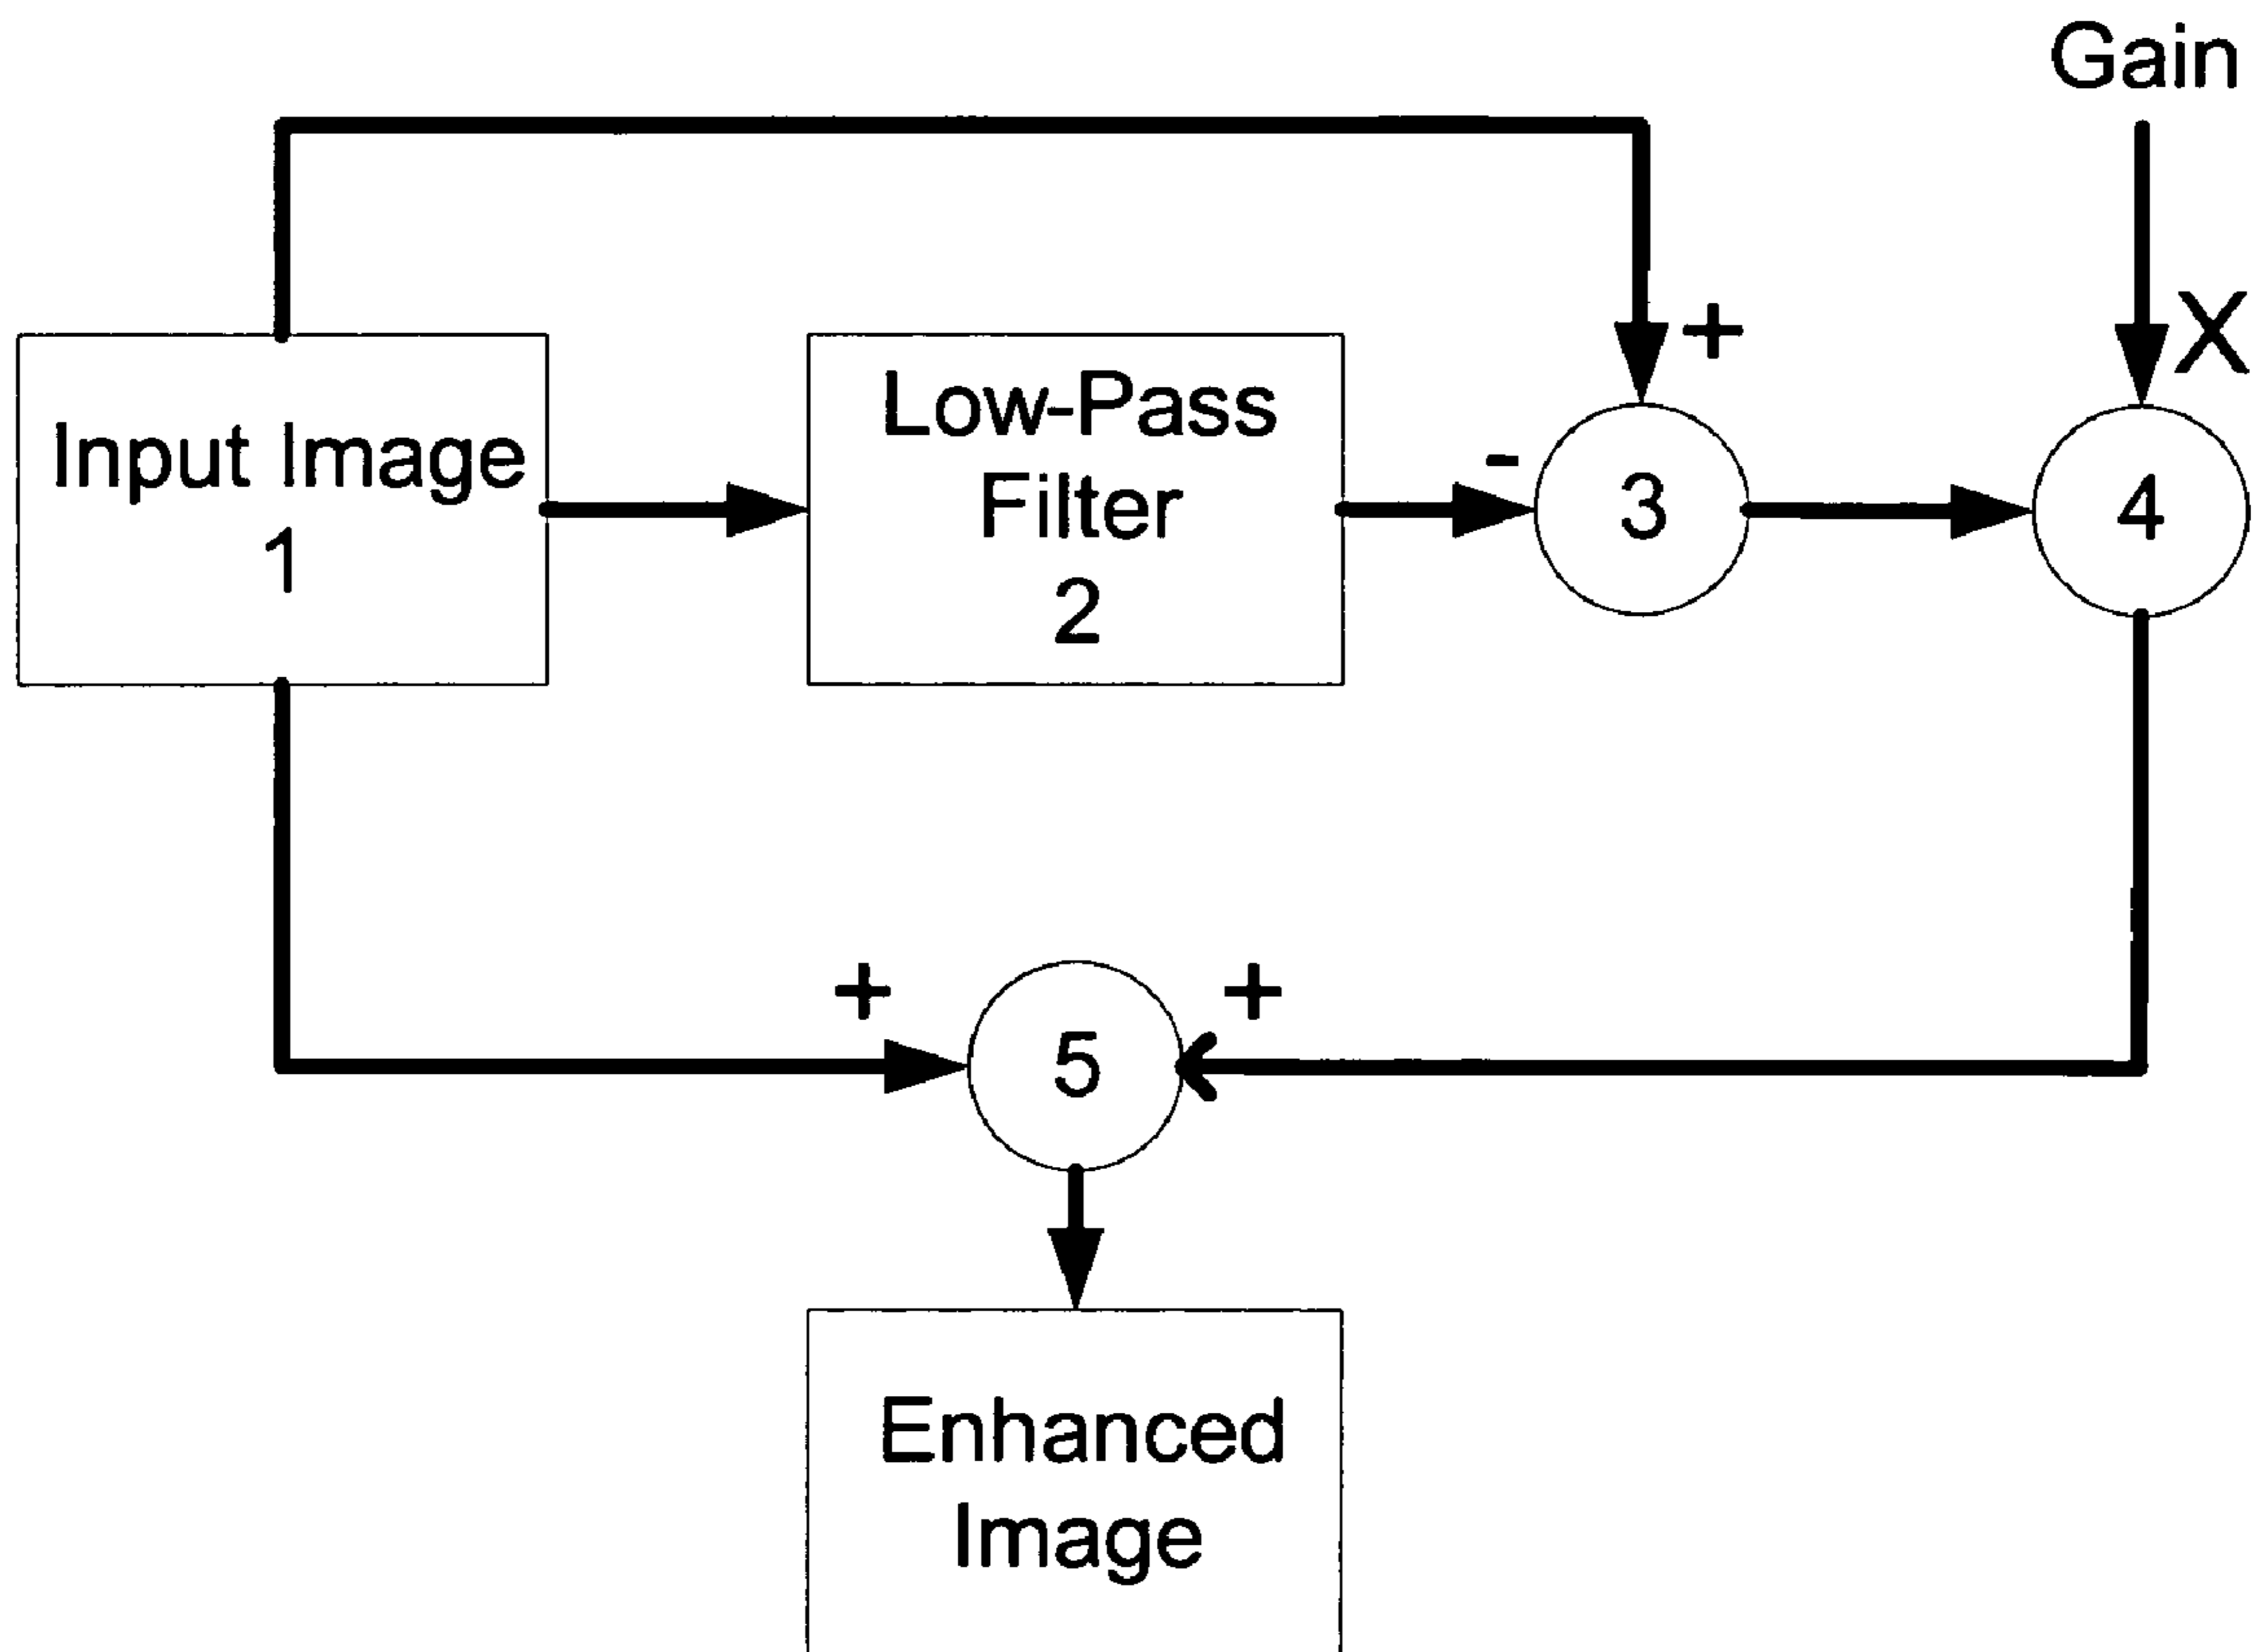 Gain
+
X
Input Image
1
Low-Pass
Filter
2
-
3
4
+
5
+
Enhanced
Image